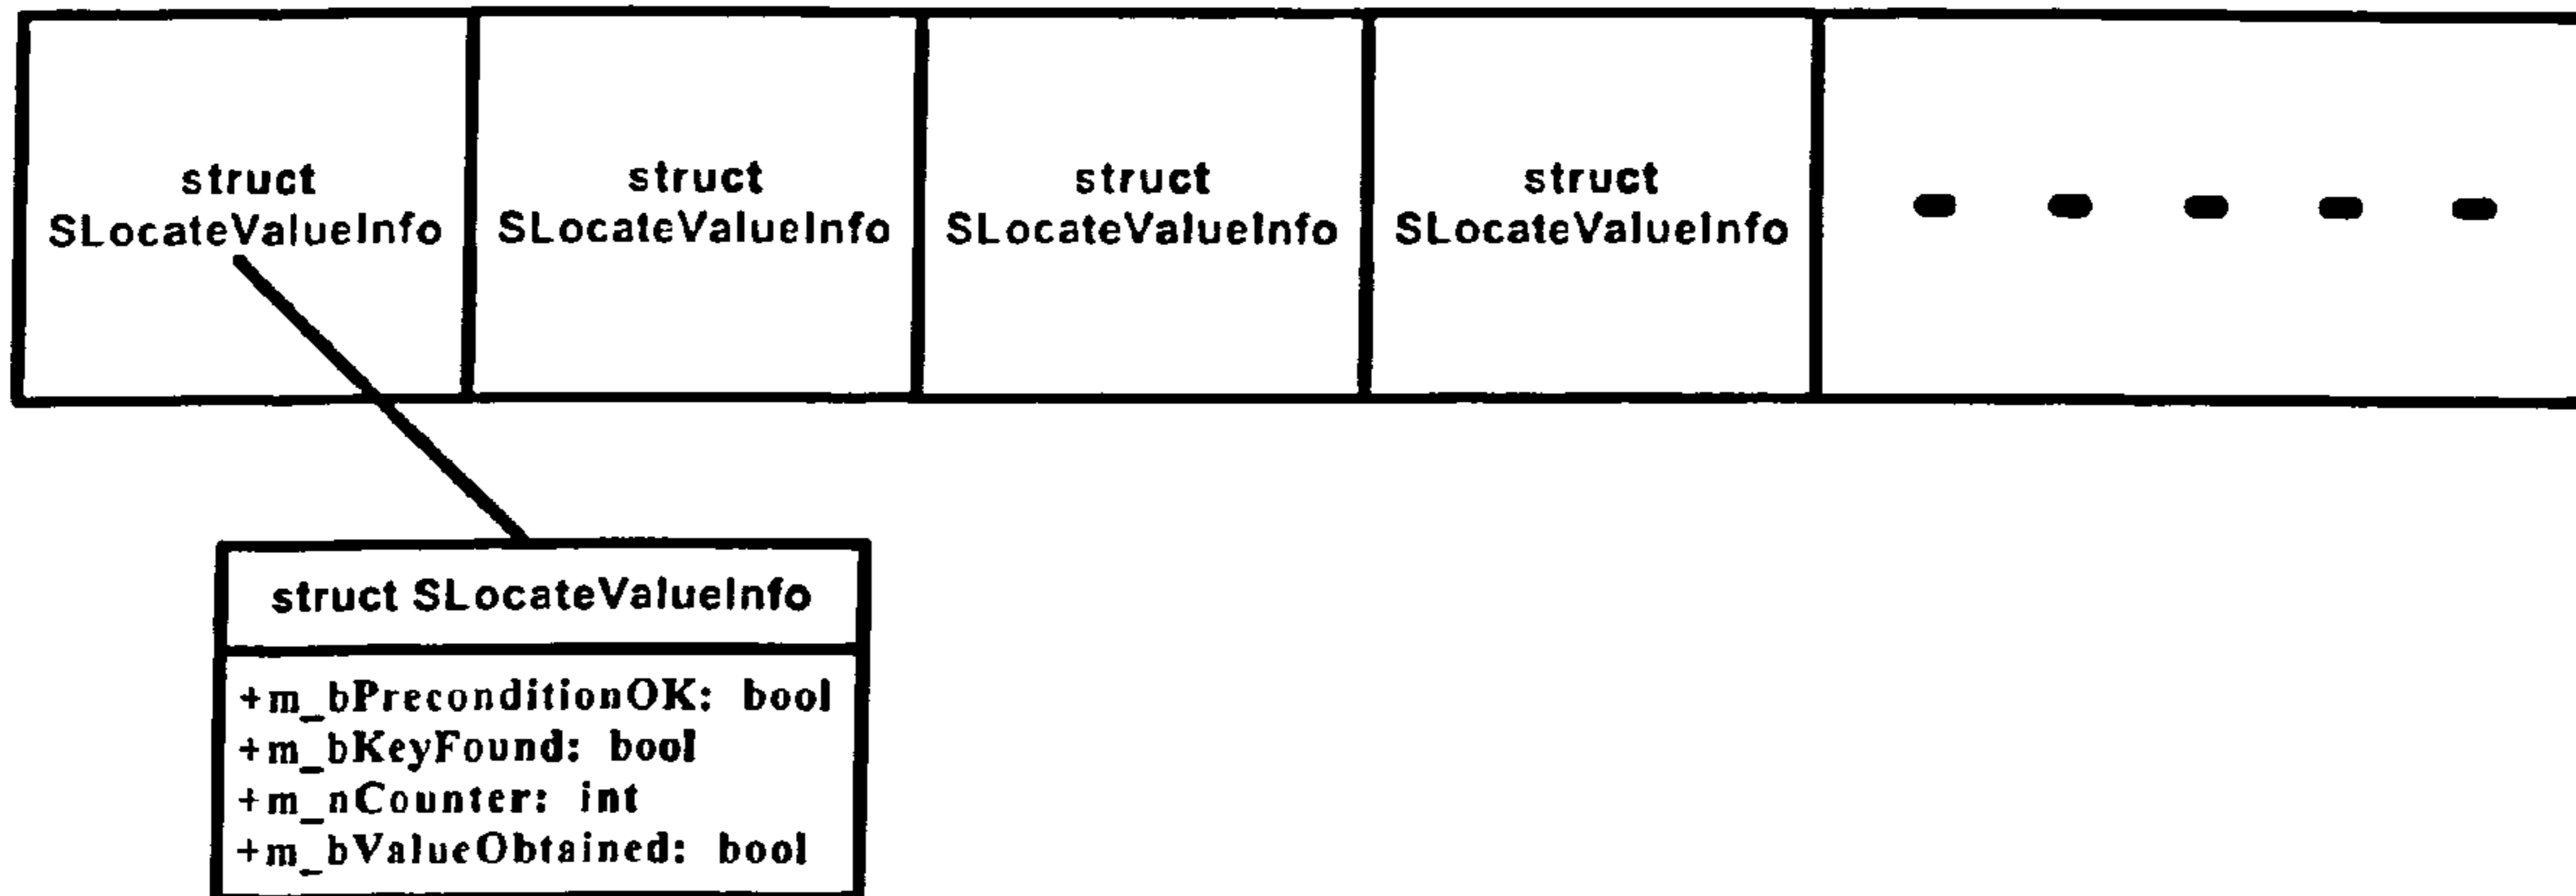 struct
SLocateValueInfo
struct
SLocateValueInfo
struct
SLocateValueInfo
struct
SLocateValueInfo
struct SLocateValueInfo
+m_bPreconditionOK: bool
+m_bKeyFound: bool
+m_nCounter: int
+m_bValueObtained: bool